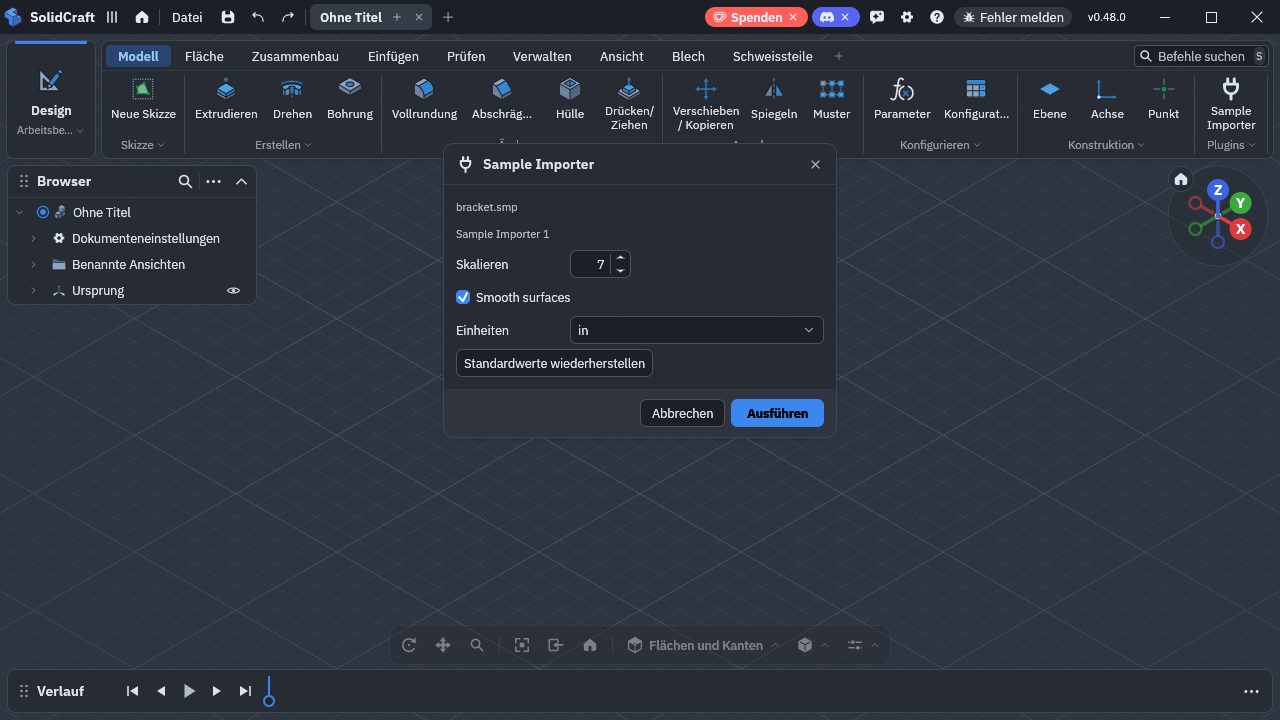 SolidCraft
Datei
Ohne Titel
Spenden
Fehler melden
v0.48.0
Modell
Fläche
Zusammenbau
Einfügen
Prüfen
Verwalten
Ansicht
Blech
Schweissteile
Befehle suchen
S
Design
Arbeitsbe...
Neue Skizze
Extrudieren
Drehen
Bohrung
Vollrundung
Abschräg...
Hülle
Drücken/
Ziehen
Verschieben
/ Kopieren
Spiegeln
Muster
Parameter
Konfigurat...
Ebene
Achse
Punkt
Sample
Importer
Skizze
Erstellen
Konfigurieren
Konstruktion
Plugins
Browser
Ohne Titel
Dokumenteneinstellungen
Benannte Ansichten
Ursprung
Sample Importer
bracket.smp
Sample Importer 1
Skalieren
7
Smooth surfaces
Einheiten
in
Standardwerte wiederherstellen
Abbrechen
Ausführen
Z
Y
X
Flächen und Kanten
Verlauf